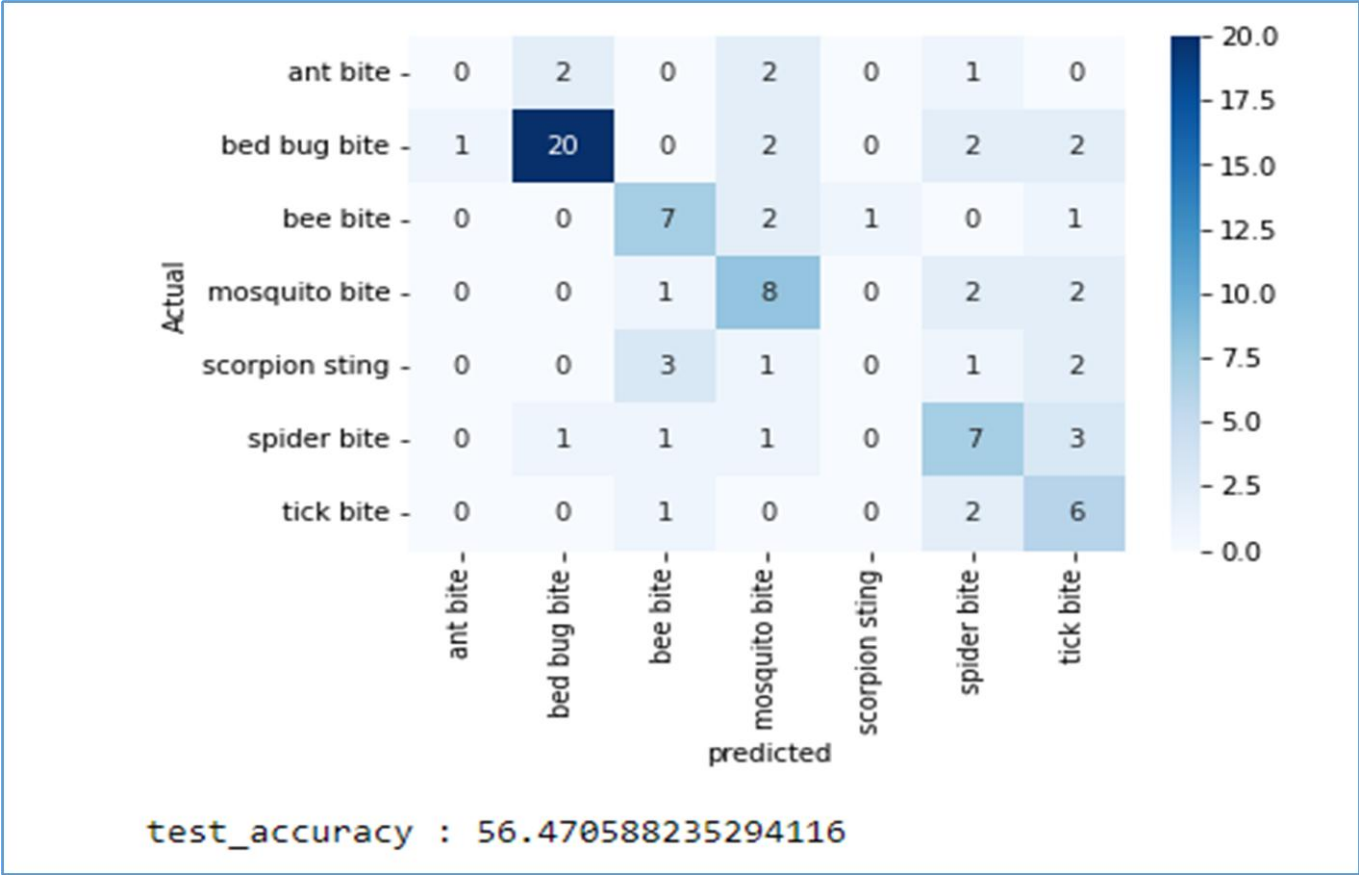 ant bite 0 2 0 2 0 1 0
bed bug bite 1 20 0 2 0 2 2
bee bite 0 0 7 2 1 0 1
mosquito bite 0 0 1 8 0 2 2
scorpion sting 0 0 3 1 0 1 2
spider bite 0 1 1 1 0 7 3
tick bite 0 0 1 0 0 2 6
Actual
ant bite
bed bug bite
bee bite
mosquito bite
scorpion sting
spider bite
tick bite
predicted
20.0
17.5
15.0
12.5
10.0
7.5
5.0
2.5
0.0
test_accuracy : 56.470588235294116